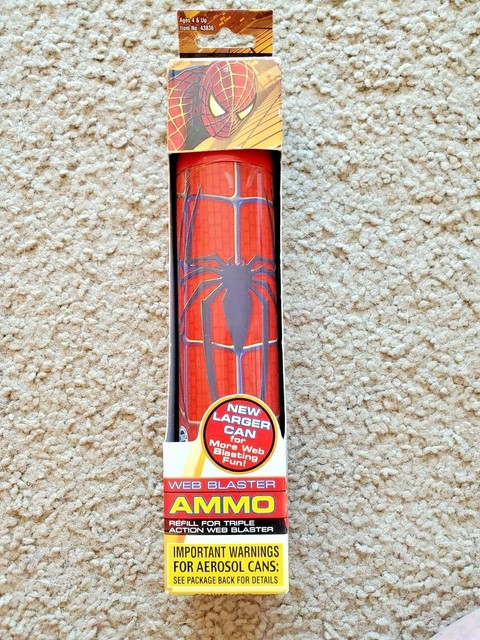 Ages 4 & Up
Item No. 43836
NEW
LARGER
CAN
for
More Web
Blasting
Fun!
WEB BLASTER
AMMO
REFILL FOR TRIPLE
ACTION WEB BLASTER
IMPORTANT WARNINGS
FOR AEROSOL CANS:
SEE PACKAGE BACK FOR DETAILS